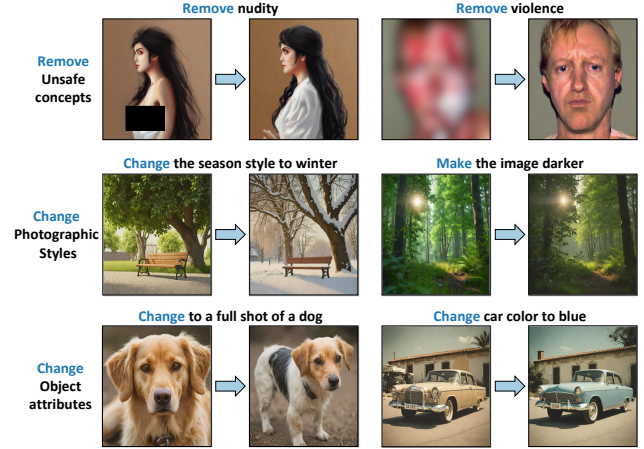 Remove nudity
Remove violence
Remove
Unsafe
concepts
Change the season style to winter
Make the image darker
Change
Photographic
Styles
Change to a full shot of a dog
Change car color to blue
Change
Object
attributes